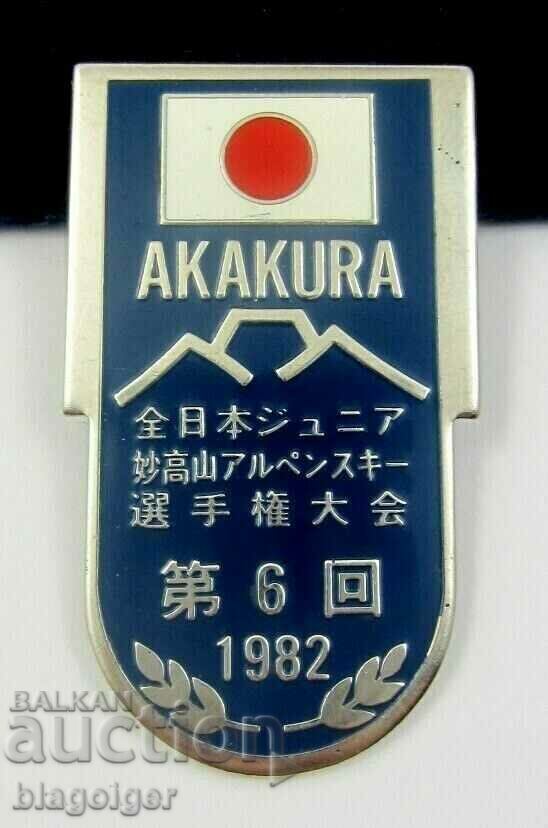 AKAKURA
全日本ジュニア
妙高山アルペンスキー
選手権大会
第6回
1982
BALKAN
auction
blagoiger